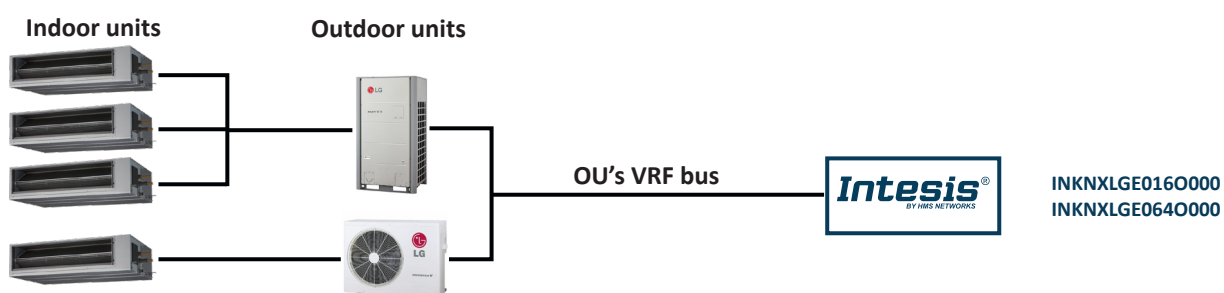 Indoor units
Outdoor units
LG
OU's VRF bus
Intesis®
BY HMS NETWORKS
INKNXLGE016O000
INKNXLGE064O000
LG